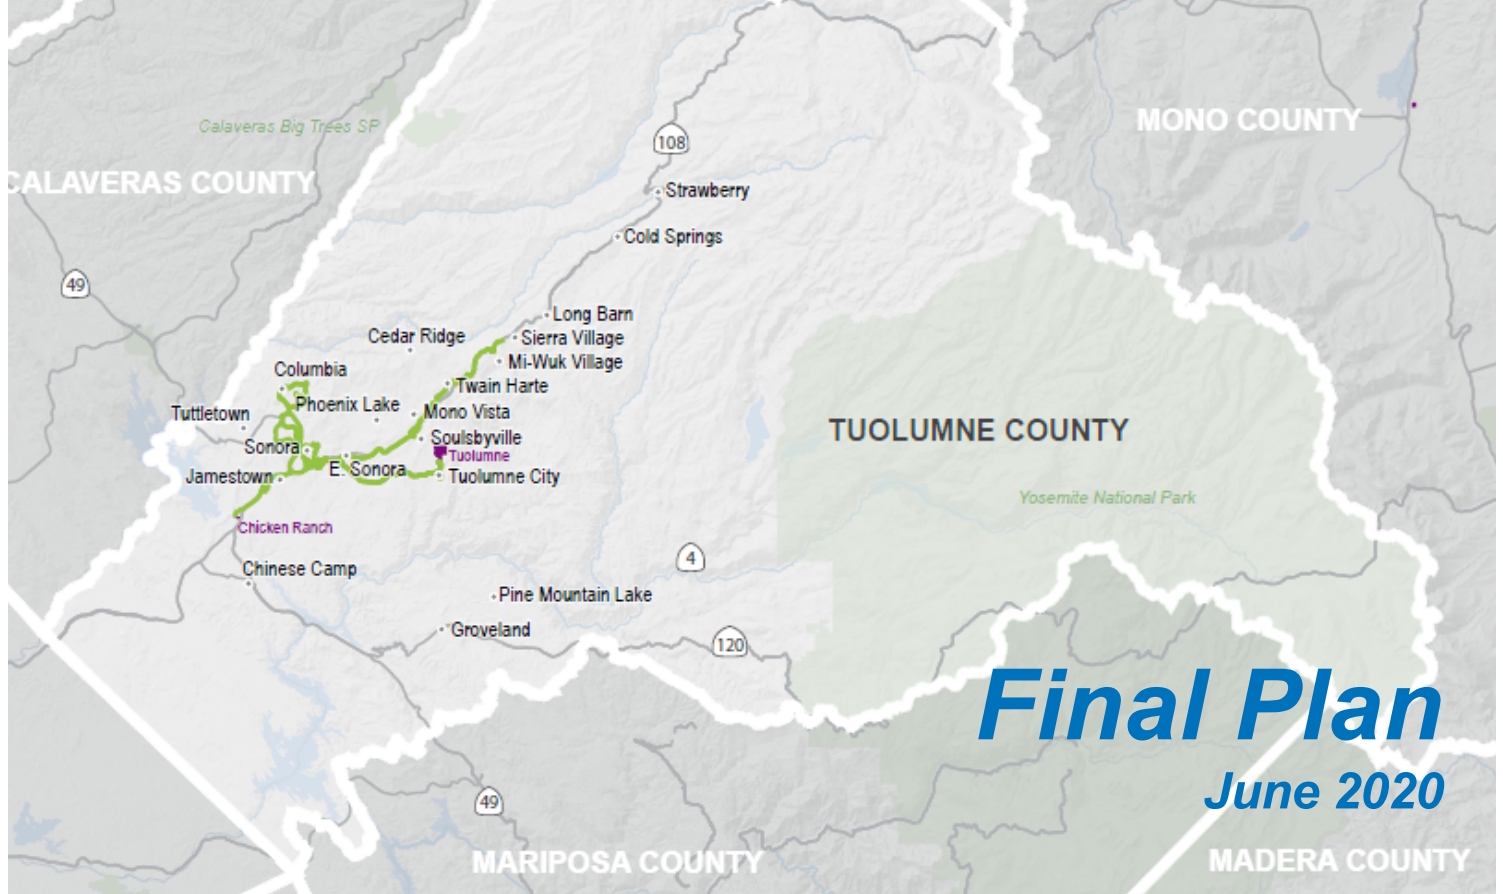 Calaveras Big Trees SP
MONO COUNTY
108
CALAVERAS COUNTY
Strawberry
Cold Springs
49
Long Barn
Cedar Ridge
Sierra Village
Mi-Wuk Village
Columbia
Twain Harte
Phoenix Lake
Tuttletown
Mono Vista
TUOLUMNE COUNTY
Soulsbyville
Sonora
Tuolumne
E. Sonora
Jamestown
Tuolumne City
Yosemite National Park
Chicken Ranch
4
Chinese Camp
Pine Mountain Lake
Groveland
120
Final Plan
June 2020
49
MARIPOSA COUNTY
MADERA COUNTY